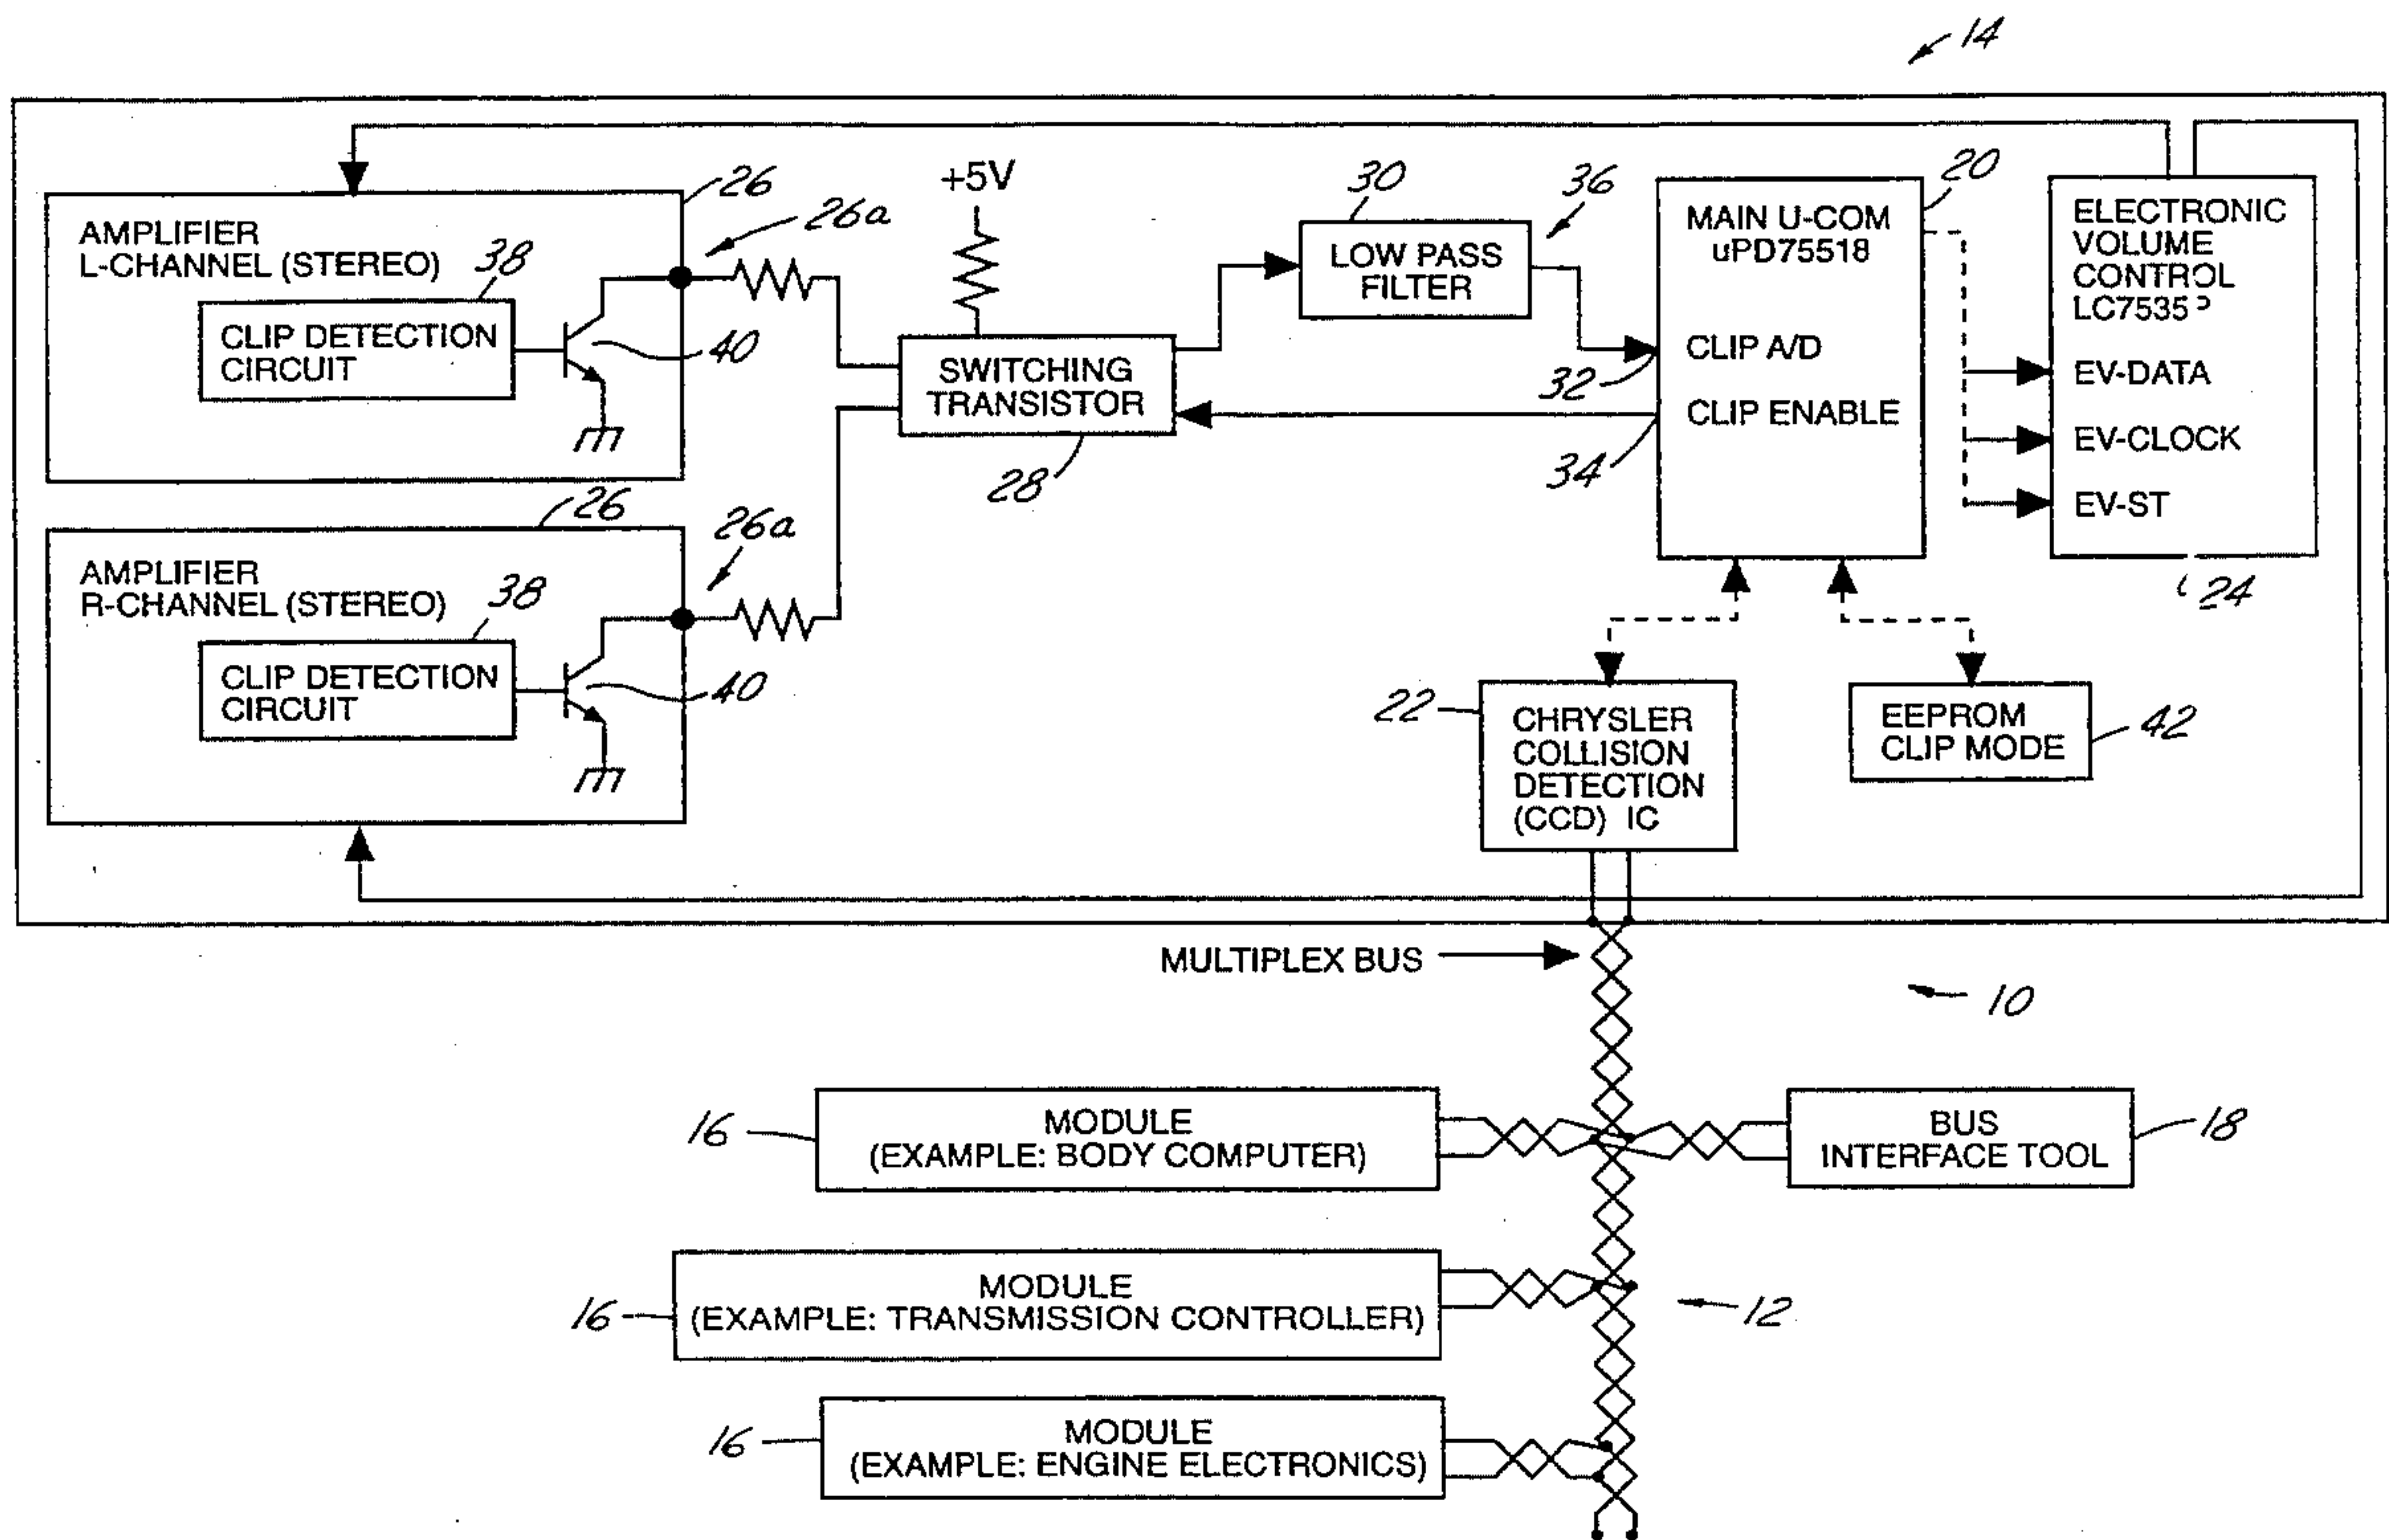 14
AMPLIFIER
L-CHANNEL (STEREO)
38
CLIP DETECTION
CIRCUIT
40
26
26a
+5V
SWITCHING
TRANSISTOR
28
30
LOW PASS
FILTER
36
20
MAIN U-COM
uPD75518
CLIP A/D
32
CLIP ENABLE
34
ELECTRONIC
VOLUME
CONTROL
EV-DATA
EV-CLOCK
EV-ST
24
26
26a
AMPLIFIER
R-CHANNEL (STEREO)
38
CLIP DETECTION
CIRCUIT
40
22
CHRYSLER
COLLISION
DETECTION
(CCD) IC
EEPROM
CLIP MODE
42
MULTIPLEX BUS
10
16
MODULE
(EXAMPLE: BODY COMPUTER)
BUS
INTERFACE TOOL
18
16
MODULE
(EXAMPLE: TRANSMISSION CONTROLLER)
12
16
MODULE
(EXAMPLE: ENGINE ELECTRONICS)